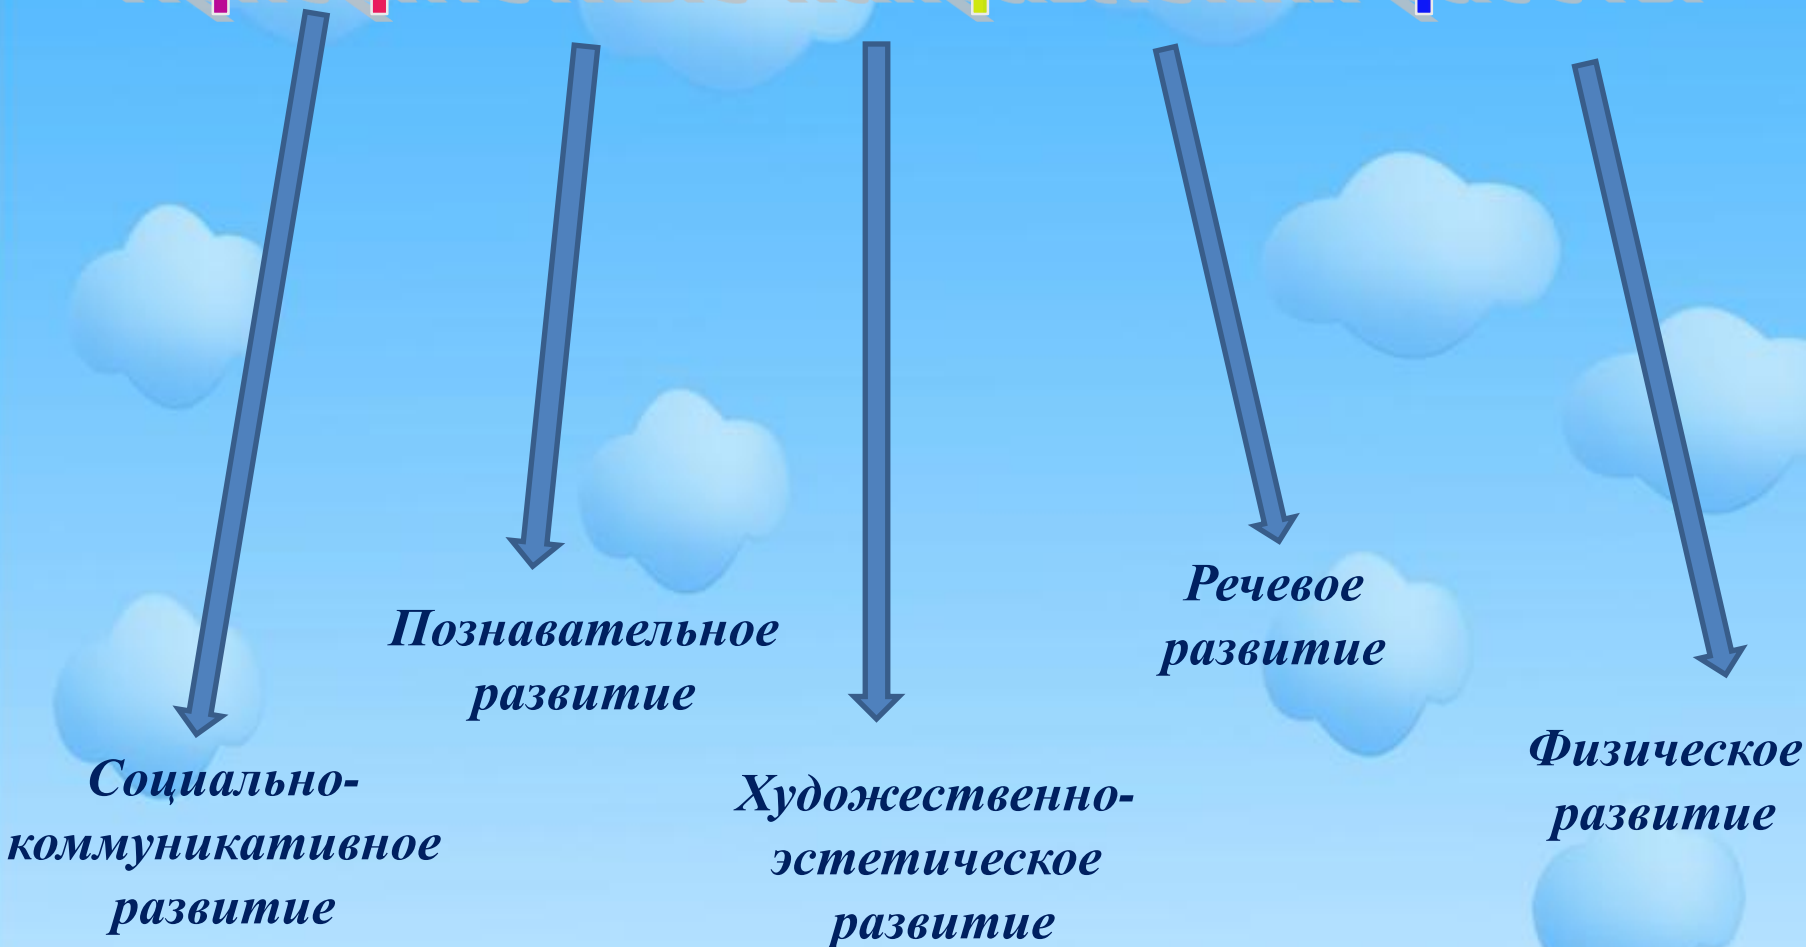 Познавательное
развитие
Речевое
развитие
Социально-
коммуникативное
развитие
Художественно-
эстетическое
развитие
Физическое
развитие